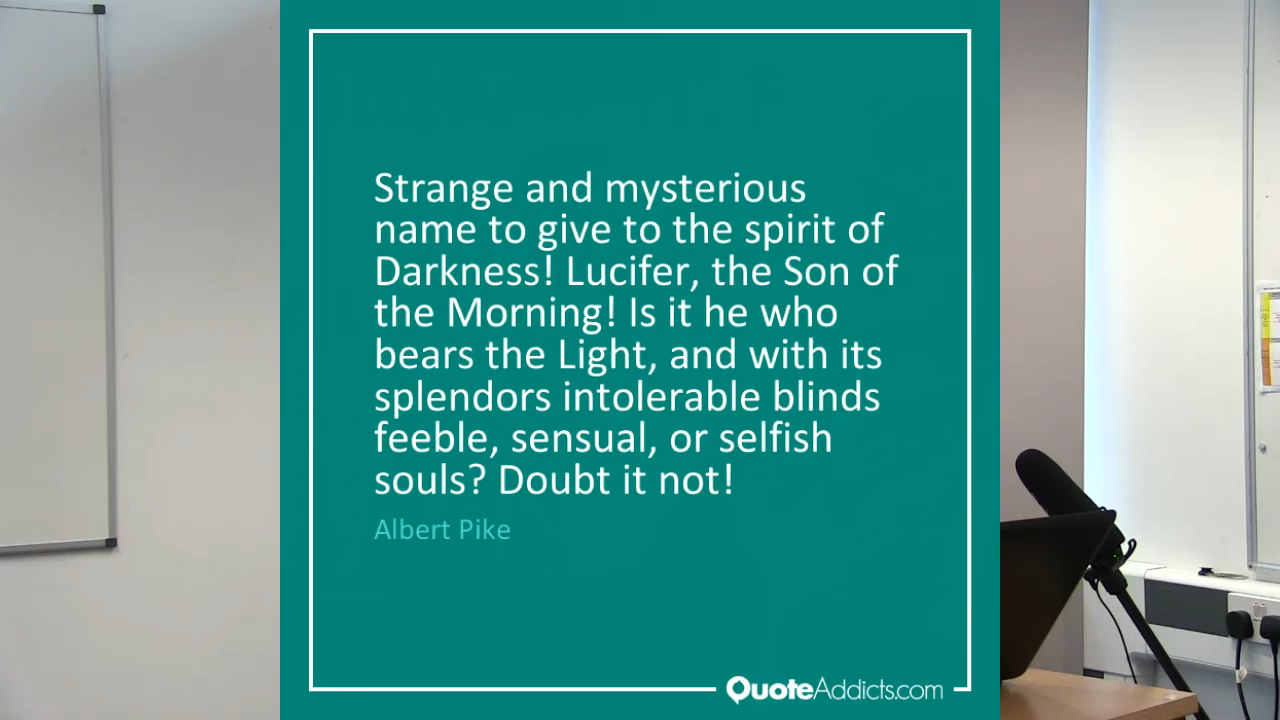 Strange and mysterious
name to give to the spirit of
Darkness! Lucifer, the Son of
the Morning! Is it he who
bears the Light, and with its
splendors intolerable blinds
feeble, sensual, or selfish
souls? Doubt it not!
Albert Pike
QuoteAddicts.com